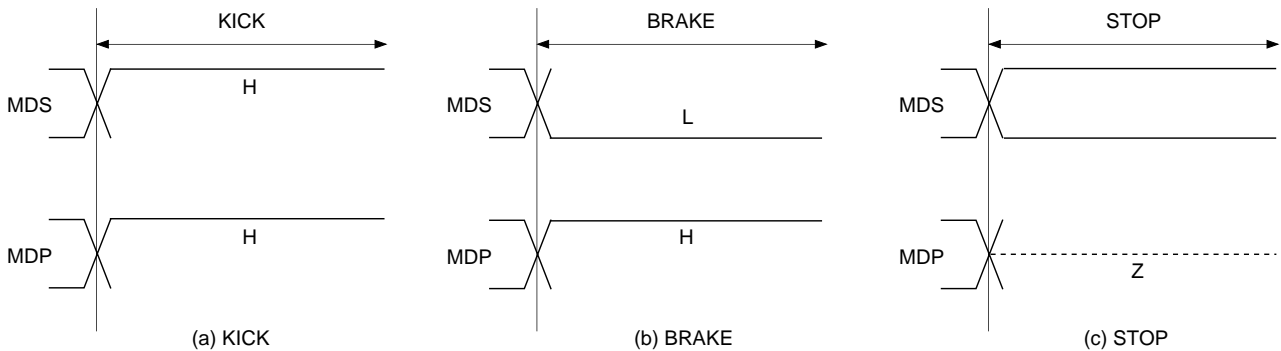 KICK
MDS
H
MDP
H
(a) KICK
BRAKE
MDS
L
MDP
H
(b) BRAKE
STOP
MDS
MDP
Z
(c) STOP